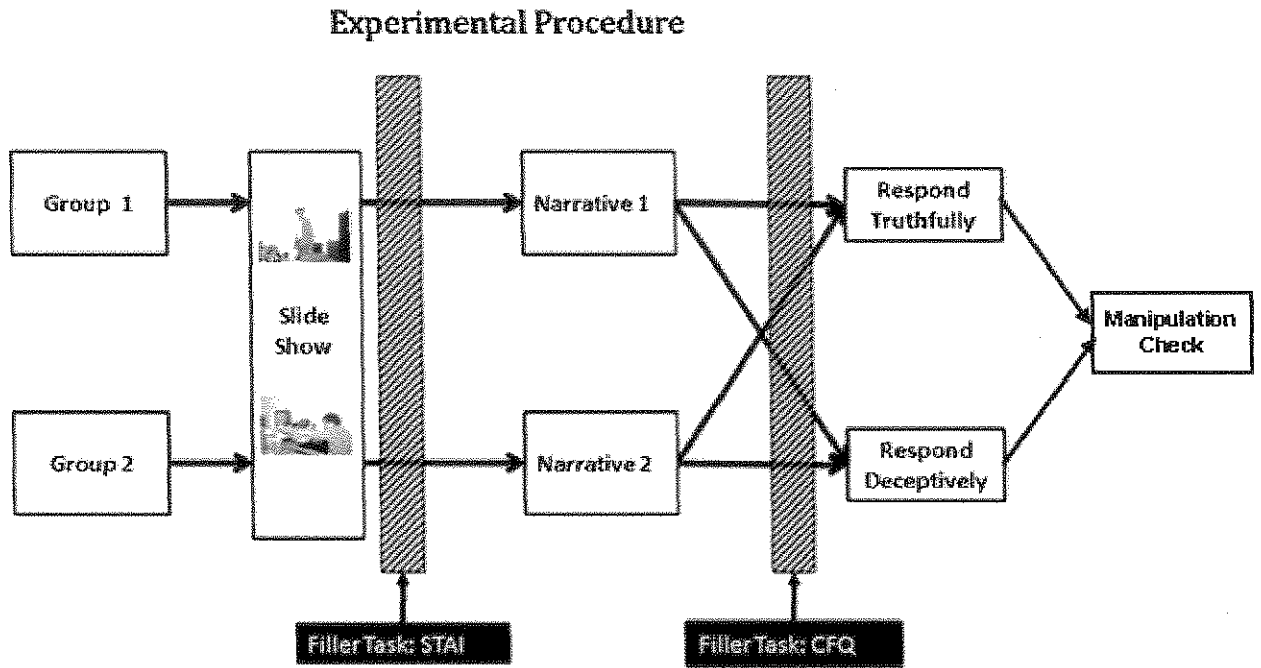 Experimental Procedure
Group 1
Slide
Show
Narrative 1
Respond
Truthfully
Manipulation
Check
Group 2
Narrative 2
Respond
Deceptively
Filler Task: STAI
Filler Task: CFQ